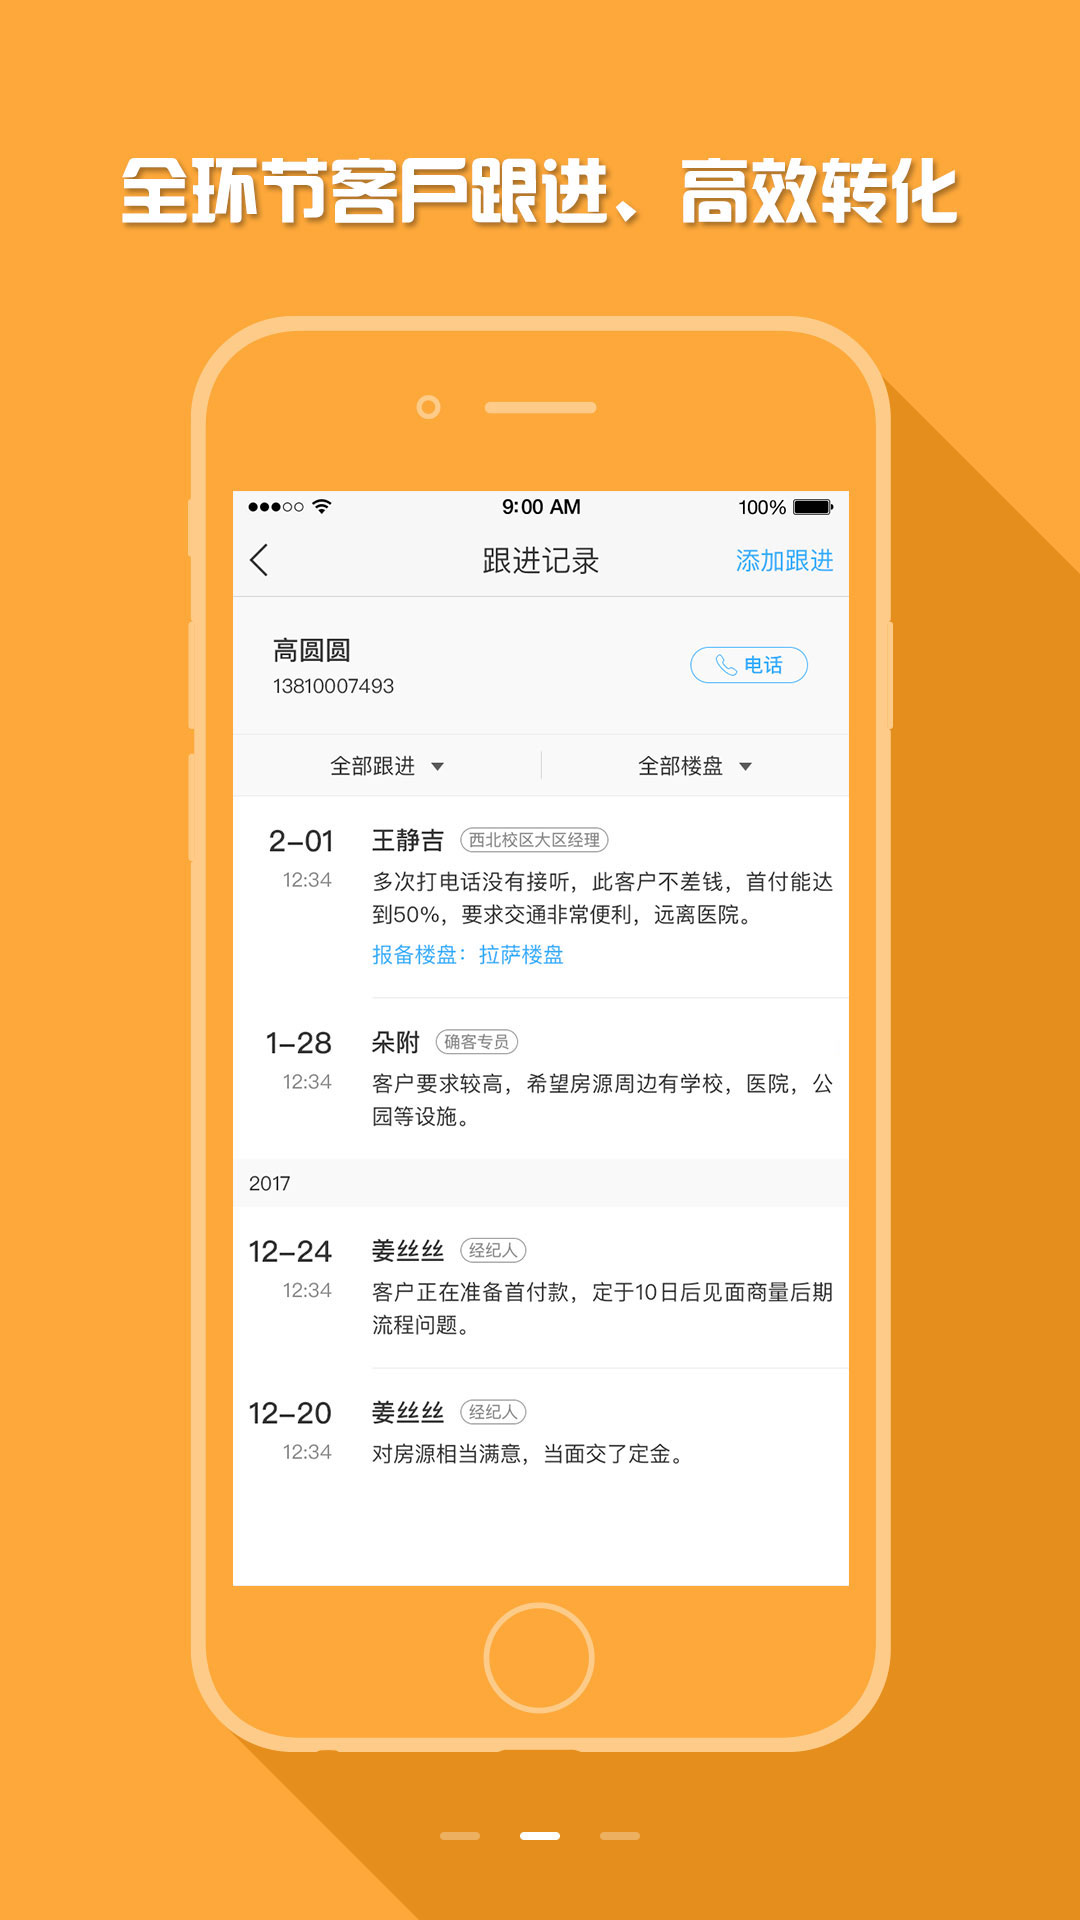 全环节客户跟进、高效转化
9:00 AM
100%
跟进记录
添加跟进
高圆圆
13810007493
电话
全部跟进
全部楼盘
2-01
王静吉
西北校区大区经理
12:34
多次打电话没有接听，此客户不差钱，首付能达
到50%，要求交通非常便利，远离医院。
报备楼盘：拉萨楼盘
1-28
朵附
确客专员
12:34
客户要求较高，希望房源周边有学校，医院，公
园等设施。
2017
12-24
姜丝丝
经纪人
12:34
客户正在准备首付款，定于10日后见面商量后期
流程问题。
12-20
姜丝丝
经纪人
12:34
对房源相当满意，当面交了定金。